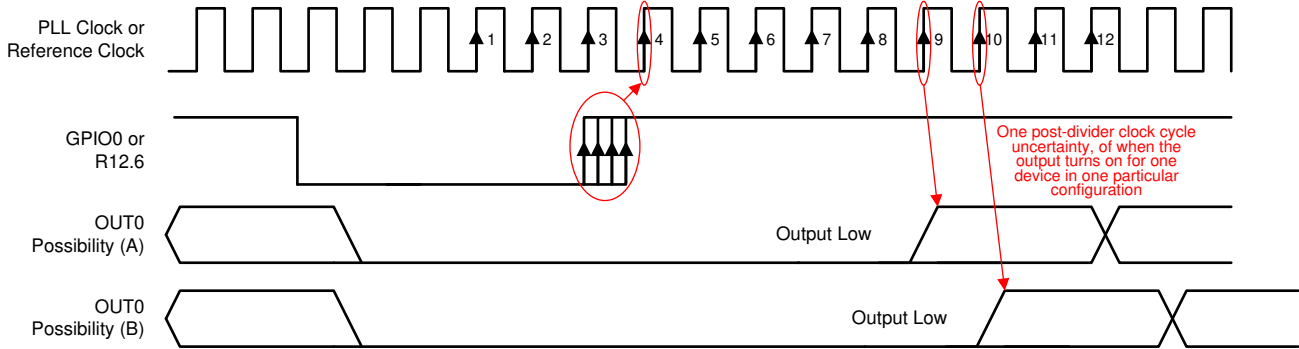 PLL Clock or
Reference Clock
1 2 3 4 5 6 7 8 9 10 11 12
GPIO0 or
R12.6
One post-divider clock cycle
uncertainty, of when the
output turns on for one
device in one particular
configuration
OUT0
Possibility (A)
Output Low
OUT0
Possibility (B)
Output Low